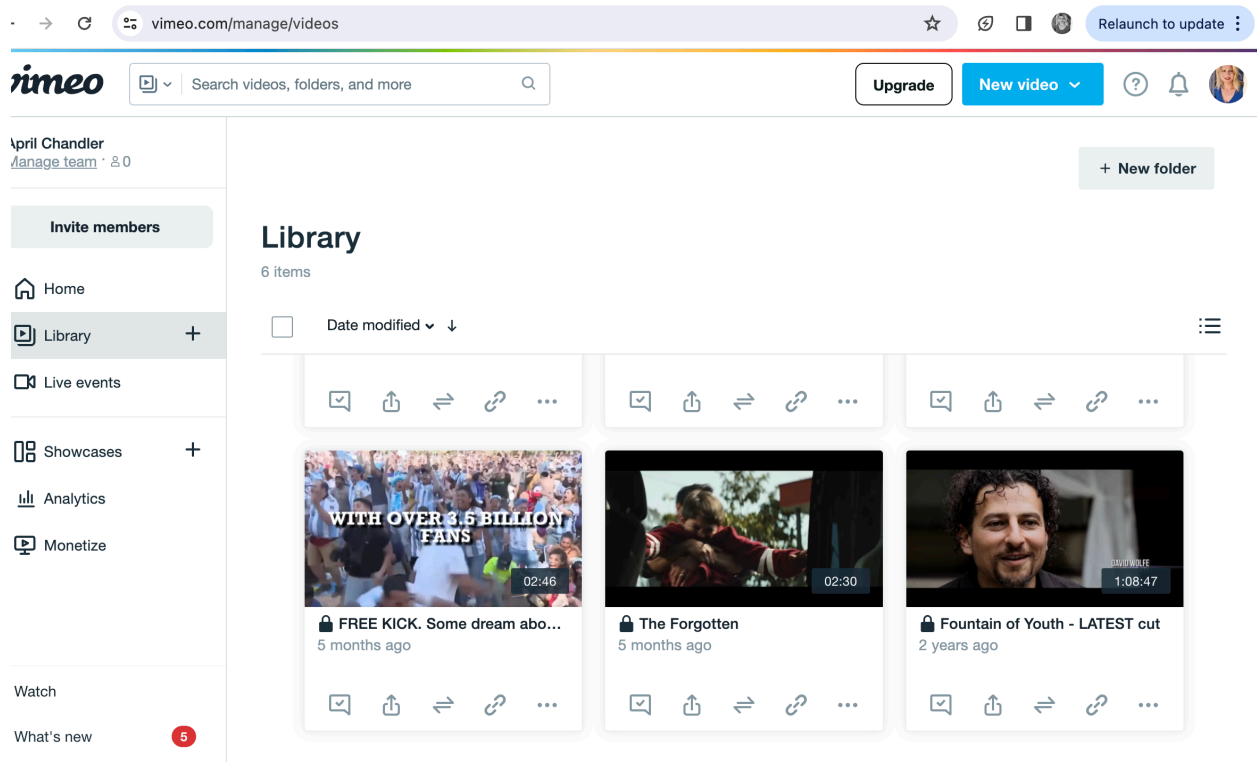 vimeo.com/manage/videos
Relaunch to update
vimeo
Search videos, folders, and more
Upgrade
New video
April Chandler
Manage team · 0
+ New folder
Invite members
Library
6 items
Home
Library
Date modified
Live events
Showcases
Analytics
Monetize
WITH OVER 3.5 BILLION
FANS
02:46
02:30
DAVID WOLFE
1:08:47
FREE KICK. Some dream abo...
5 months ago
The Forgotten
5 months ago
Fountain of Youth - LATEST cut
2 years ago
Watch
What's new
5